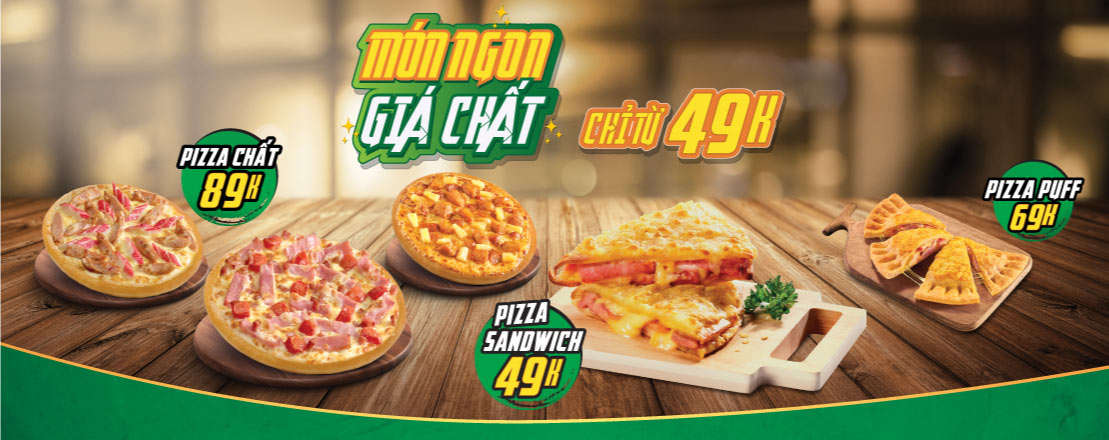 MÓN NGON
GIÁ CHẤT
CHỈ TỪ 49K
PIZZA CHẤT
89K
PIZZA PUFF
69K
PIZZA
SANDWICH
49K